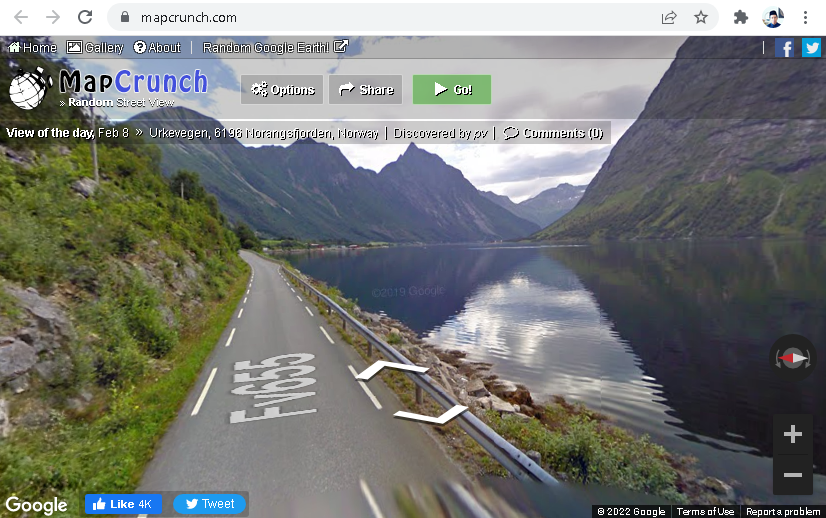 mapcrunch.com
Home Gallery About | Random Google Earth! |
MapCrunch
» Random Street View
Options Share Go!
View of the day, Feb 8 » Urkevegen, 6196 Norangsfjorden, Norway | Discovered by pv | Comments (0)
©2019 Google
Fv655
Google Like 4K Tweet
© 2022 Google Terms of Use Report a problem